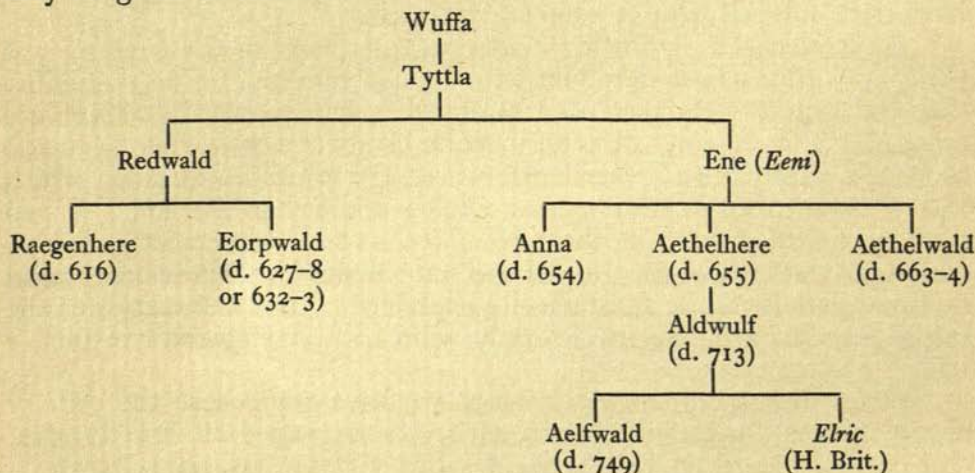 Wuffa
Tyttla
Redwald Ene (Eeni)
Raegenhere Eorpwald Anna Aethelhere Aethelwald
(d. 616) (d. 627–8 (d. 654) (d. 655) (d. 663–4)
or 632–3)
Aldwulf
(d. 713)
Aelfwald Elric
(d. 749) (H. Brit.)